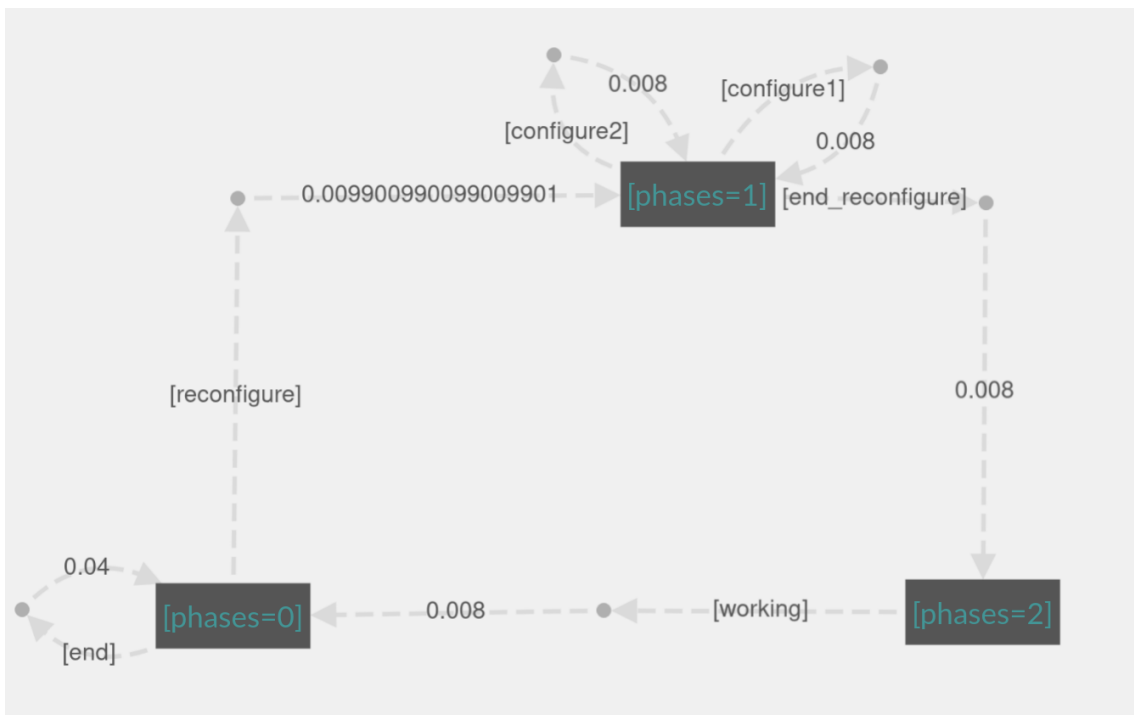 0.008
[configure1]
[configure2]
0.008
0.009900990099009901
[phases=1]
[end_reconfigure]
[reconfigure]
0.008
0.04
[phases=0]
0.008
[working]
[phases=2]
[end]